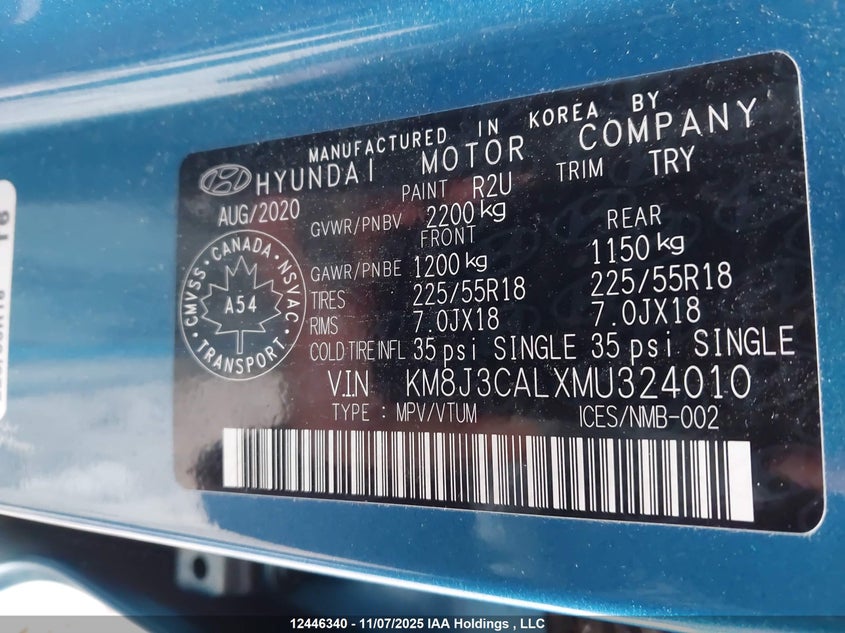 MANUFACTURED IN KOREA BY
HYUNDAI MOTOR COMPANY
PAINT R2U TRIM TRY
AUG/2020
GVWR/PNBV 2200 kg
FRONT REAR
GAWR/PNBE 1200 kg 1150 kg
TIRES 225/55R18 225/55R18
RIMS 7.0JX18 7.0JX18
COLD TIRE INFL 35 psi SINGLE 35 psi SINGLE
CMVSS · CANADA · NSVAC
A54
TRANSPORT
VIN KM8J3CALXMU324010
TYPE : MPV/VTUM ICES/NMB-002
12446340 - 11/07/2025 IAA Holdings , LLC